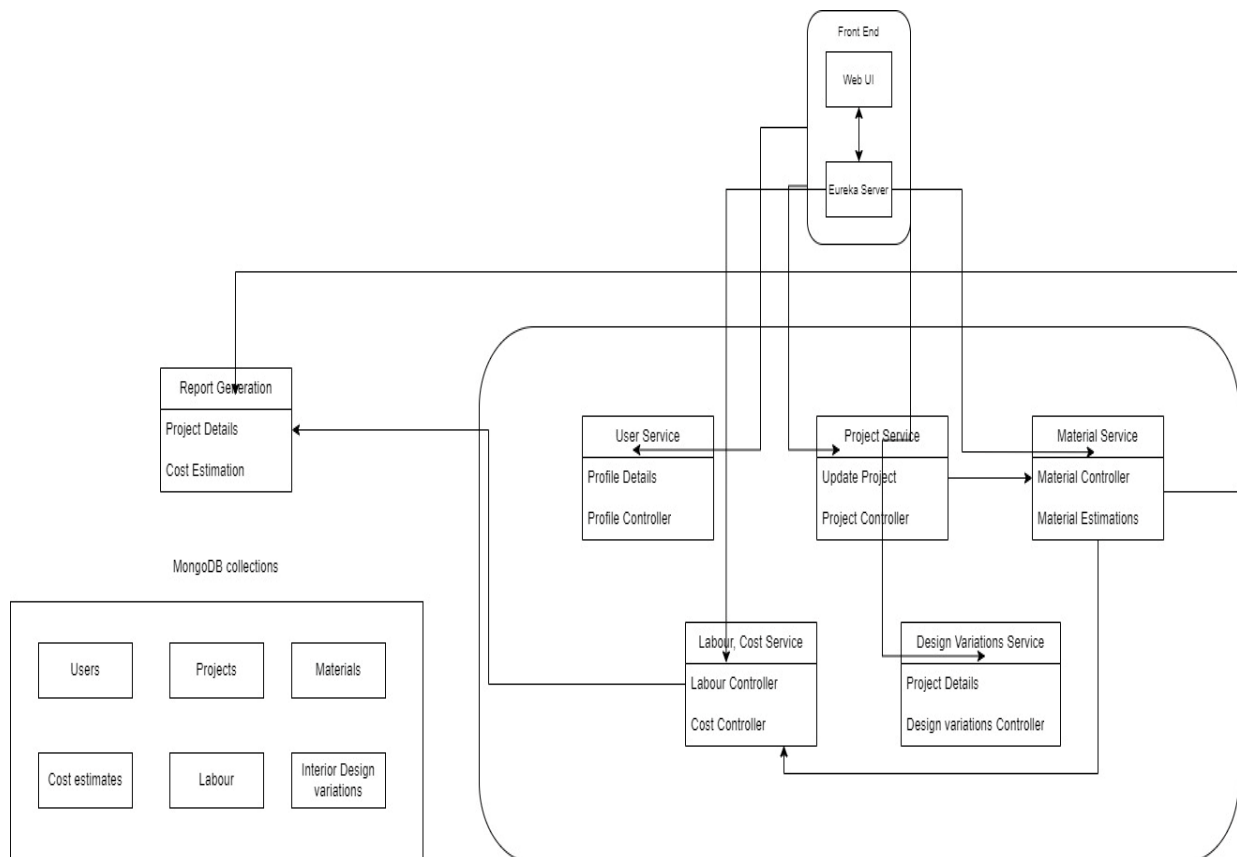 Front End
Web UI
Eureka Server
Report Generation
Project Details
Cost Estimation
User Service
Profile Details
Profile Controller
Project Service
Update Project
Project Controller
Material Service
Material Controller
Material Estimations
MongoDB collections
Users
Projects
Materials
Cost estimates
Labour
Interior Design
variations
Labour, Cost Service
Labour Controller
Cost Controller
Design Variations Service
Project Details
Design variations Controller